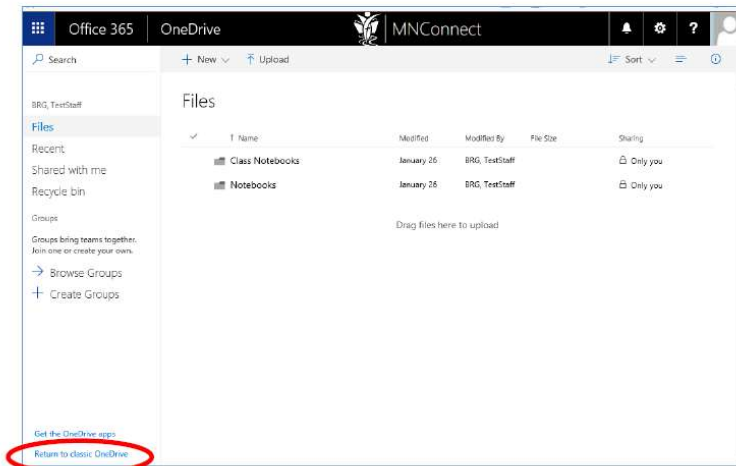 Office 365 OneDrive MNConnect ?
Search + New Upload Sort
BRG, TestStaff
Files
Recent
Shared with me
Recycle bin
Groups
Groups bring teams together.
Join one or create your own.
Browse Groups
+ Create Groups
Get the OneDrive apps
Return to classic OneDrive
Files
Name Modified Modified By File Size Sharing
Class Notebooks January 26 BRG, TestStaff Only you
Notebooks January 26 BRG, TestStaff Only you
Drag files here to upload